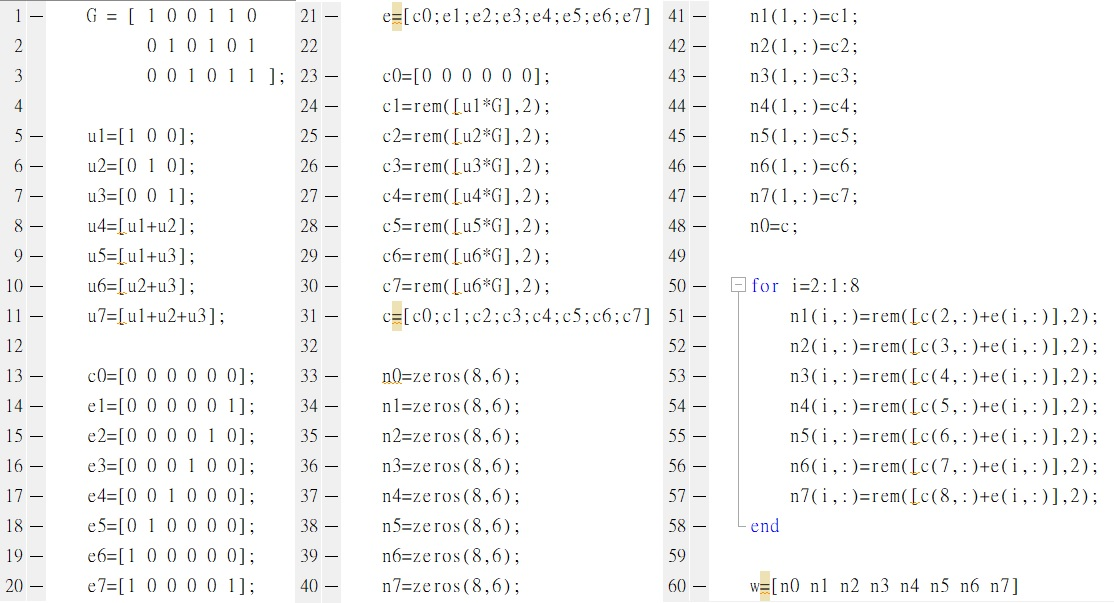 1 – G = [ 1 0 0 1 1 0
2 0 1 0 1 0 1
3 0 0 1 0 1 1 ];
4
5 – u1=[1 0 0];
6 – u2=[0 1 0];
7 – u3=[0 0 1];
8 – u4=[u1+u2];
9 – u5=[u1+u3];
10 – u6=[u2+u3];
11 – u7=[u1+u2+u3];
12
13 – c0=[0 0 0 0 0 0];
14 – e1=[0 0 0 0 0 1];
15 – e2=[0 0 0 0 1 0];
16 – e3=[0 0 0 1 0 0];
17 – e4=[0 0 1 0 0 0];
18 – e5=[0 1 0 0 0 0];
19 – e6=[1 0 0 0 0 0];
20 – e7=[1 0 0 0 0 1];
21 – e=[c0;e1;e2;e3;e4;e5;e6;e7]
22
23 – c0=[0 0 0 0 0 0];
24 – c1=rem([u1*G],2);
25 – c2=rem([u2*G],2);
26 – c3=rem([u3*G],2);
27 – c4=rem([u4*G],2);
28 – c5=rem([u5*G],2);
29 – c6=rem([u6*G],2);
30 – c7=rem([u6*G],2);
31 – c=[c0;c1;c2;c3;c4;c5;c6;c7]
32
33 – n0=zeros(8,6);
34 – n1=zeros(8,6);
35 – n2=zeros(8,6);
36 – n3=zeros(8,6);
37 – n4=zeros(8,6);
38 – n5=zeros(8,6);
39 – n6=zeros(8,6);
40 – n7=zeros(8,6);
41 – n1(1,:)=c1;
42 – n2(1,:)=c2;
43 – n3(1,:)=c3;
44 – n4(1,:)=c4;
45 – n5(1,:)=c5;
46 – n6(1,:)=c6;
47 – n7(1,:)=c7;
48 – n0=c;
49
50 – for i=2:1:8
51 – n1(i,:)=rem([c(2,:)+e(i,:)],2);
52 – n2(i,:)=rem([c(3,:)+e(i,:)],2);
53 – n3(i,:)=rem([c(4,:)+e(i,:)],2);
54 – n4(i,:)=rem([c(5,:)+e(i,:)],2);
55 – n5(i,:)=rem([c(6,:)+e(i,:)],2);
56 – n6(i,:)=rem([c(7,:)+e(i,:)],2);
57 – n7(i,:)=rem([c(8,:)+e(i,:)],2);
58 – end
59
60 – w=[n0 n1 n2 n3 n4 n5 n6 n7]